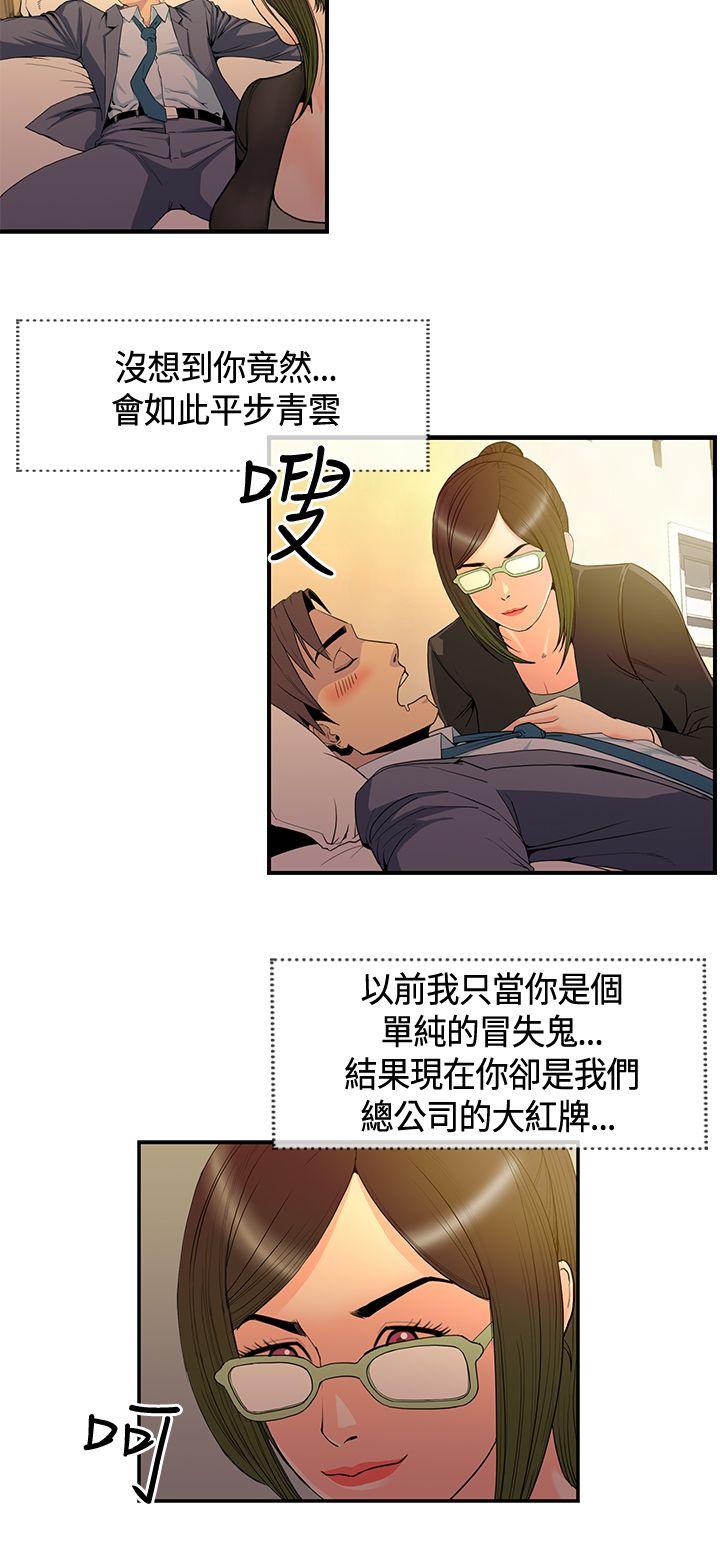 沒想到你竟然...
會如此平步青雲
嗖
以前我只當你是個
單純的冒失鬼...
結果現在你卻是我們
總公司的大紅牌...
呵